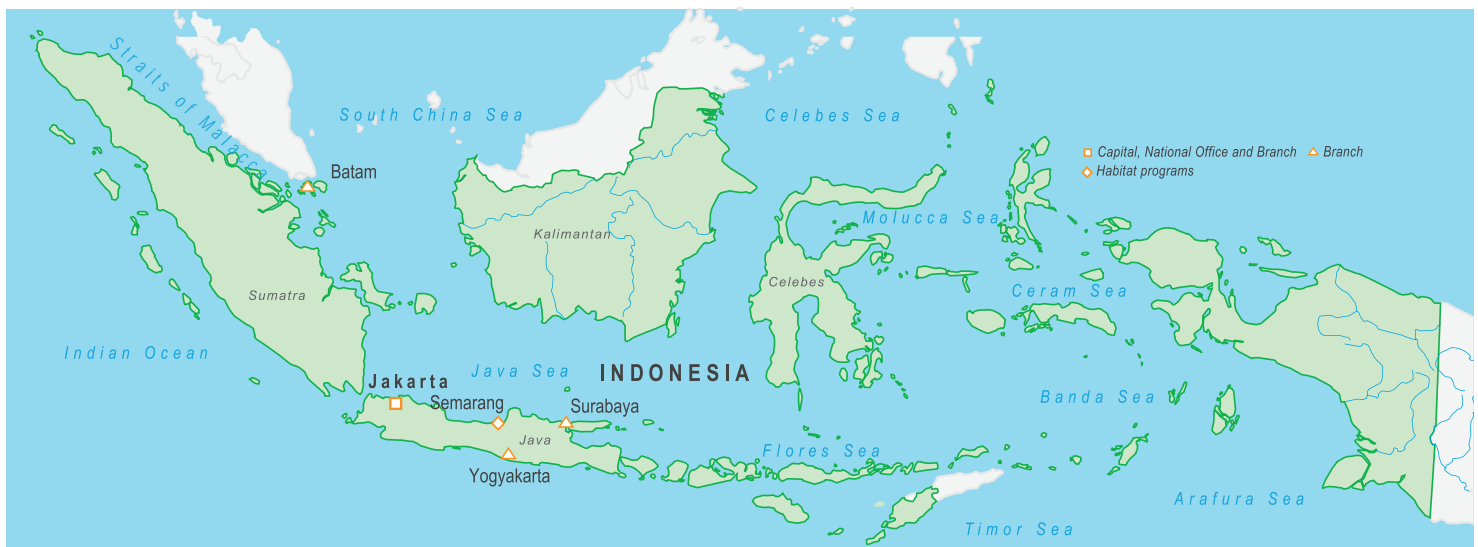 Straits of Malacca
South China Sea
Celebes Sea
Capital, National Office and Branch
Branch
Habitat programs
Batam
Molucca Sea
Kalimantan
Celebes
Sumatra
Ceram Sea
Indian Ocean
Java Sea
INDONESIA
Jakarta
Banda Sea
Semarang
Surabaya
Java
Flores Sea
Yogyakarta
Arafura Sea
Timor Sea